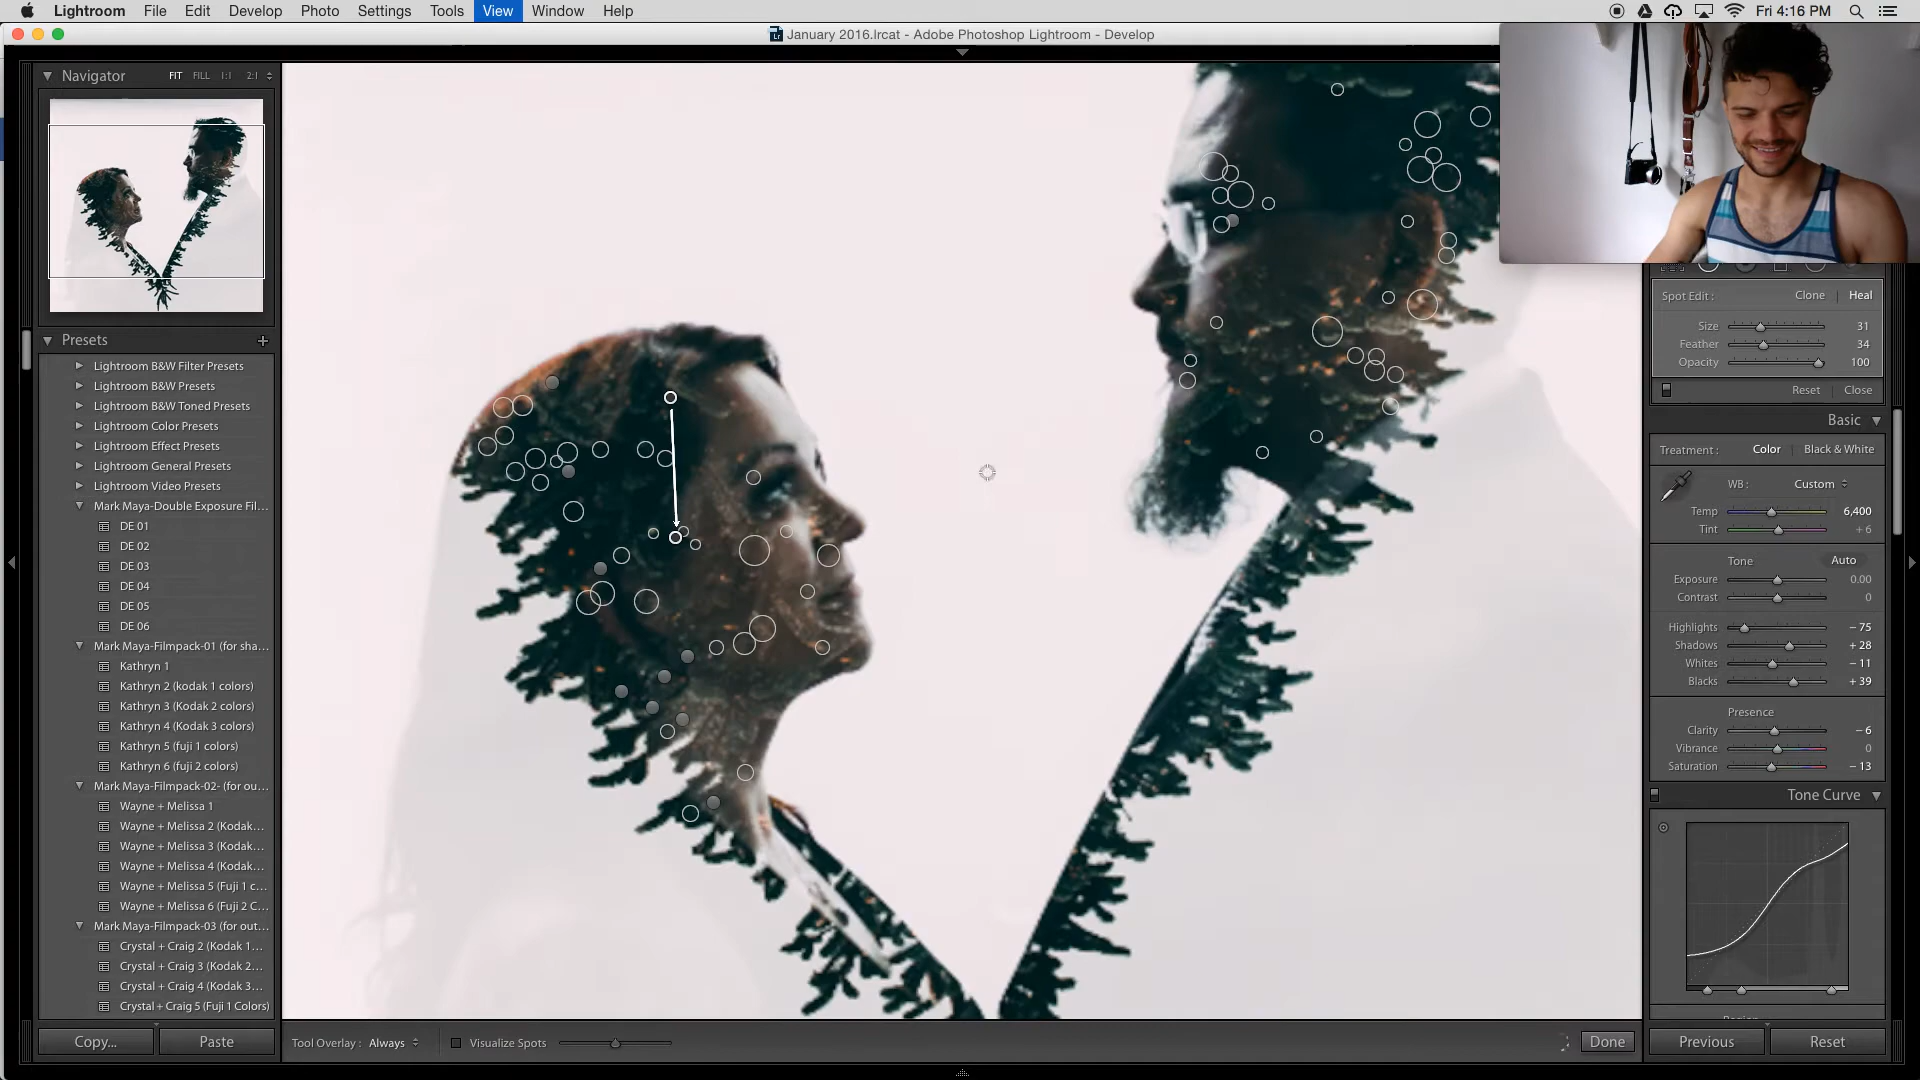 Lightroom File Edit Develop Photo Settings Tools View Window Help Fri 4:16 PM
January 2016.lrcat - Adobe Photoshop Lightroom - Develop
Navigator FIT FILL 1:1 2:1
Presets
Lightroom B&W Filter Presets
Lightroom B&W Presets
Lightroom B&W Toned Presets
Lightroom Color Presets
Lightroom Effect Presets
Lightroom General Presets
Lightroom Video Presets
Mark Maya-Double Exposure Fil...
DE 01
DE 02
DE 03
DE 04
DE 05
DE 06
Mark Maya-Filmpack-01 (for sha...
Kathryn 1
Kathryn 2 (kodak 1 colors)
Kathryn 3 (Kodak 2 colors)
Kathryn 4 (Kodak 3 colors)
Kathryn 5 (fuji 1 colors)
Kathryn 6 (fuji 2 colors)
Mark Maya-Filmpack-02- (for ou...
Wayne + Melissa 1
Wayne + Melissa 2 (Kodak...
Wayne + Melissa 3 (Kodak...
Wayne + Melissa 4 (Kodak...
Wayne + Melissa 5 (Fuji 1 c...
Wayne + Melissa 6 (Fuji 2 C...
Mark Maya-Filmpack-03 (for out...
Crystal + Craig 2 (Kodak 1...
Crystal + Craig 3 (Kodak 2...
Crystal + Craig 4 (Kodak 3...
Crystal + Craig 5 (Fuji 1 Colors)
Copy... Paste
Tool Overlay : Always Visualize Spots Done
Spot Edit : Clone Heal
Size 31
Feather 34
Opacity 100
Reset Close
Basic
Treatment : Color Black & White
WB : Custom
Temp 6,400
Tint + 6
Tone Auto
Exposure 0.00
Contrast 0
Highlights − 75
Shadows + 28
Whites − 11
Blacks + 39
Presence
Clarity − 6
Vibrance 0
Saturation − 13
Tone Curve
Region
Previous Reset